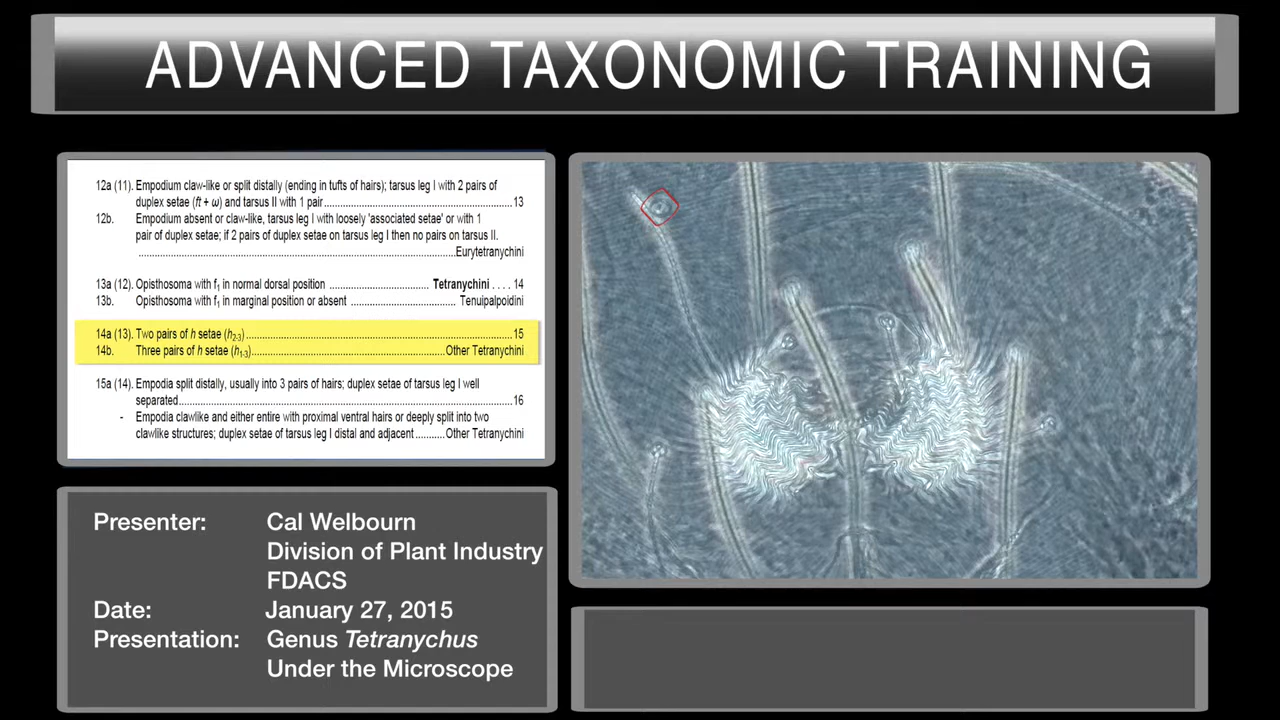 ADVANCED TAXONOMIC TRAINING
12a (11). Empodium claw-like or split distally (ending in tufts of hairs); tarsus leg I with 2 pairs of
duplex setae (ft + ω) and tarsus II with 1 pair..........................................................13
12b. Empodium absent or claw-like, tarsus leg I with loosely 'associated setae' or with 1
pair of duplex setae; if 2 pairs of duplex setae on tarsus leg I then no pairs on tarsus II.
..........................................................................................Eurytetranychini
13a (12). Opisthosoma with f1 in normal dorsal position ............................ Tetranychini . . . . 14
13b. Opisthosoma with f1 in marginal position or absent ............................. Tenuipalpoidini
14a (13). Two pairs of h setae (h2-3)..........................................................................15
14b. Three pairs of h setae (h1-3)......................................................Other Tetranychini
15a (14). Empodia split distally, usually into 3 pairs of hairs; duplex setae of tarsus leg I well
separated..............................................................................................16
- Empodia clawlike and either entire with proximal ventral hairs or deeply split into two
clawlike structures; duplex setae of tarsus leg I distal and adjacent..........Other Tetranychini
Presenter: Cal Welbourn
Division of Plant Industry
FDACS
Date: January 27, 2015
Presentation: Genus Tetranychus
Under the Microscope